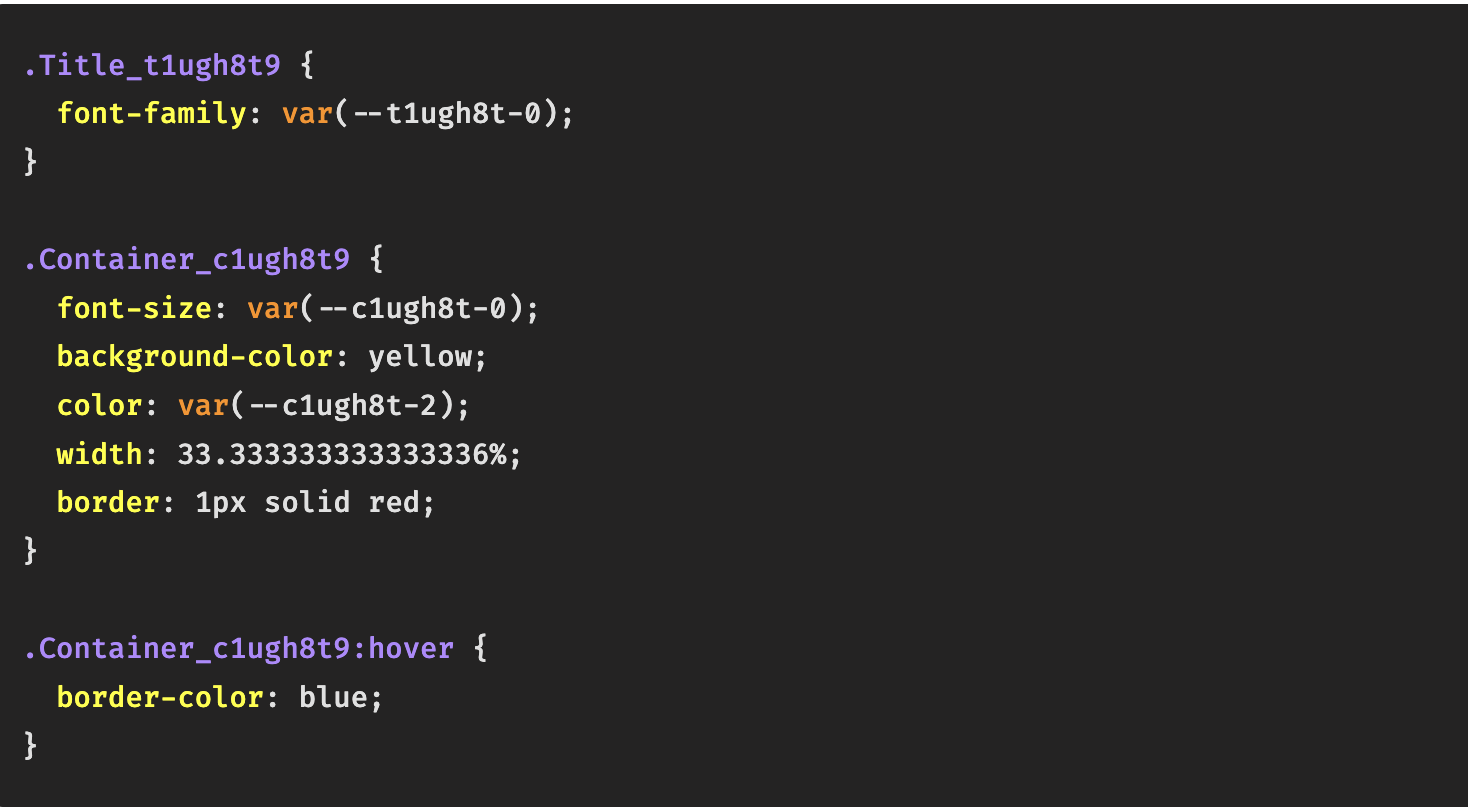 .Title_t1ugh8t9 {
  font-family: var(--t1ugh8t-0);
}

.Container_c1ugh8t9 {
  font-size: var(--c1ugh8t-0);
  background-color: yellow;
  color: var(--c1ugh8t-2);
  width: 33.333333333333336%;
  border: 1px solid red;
}

.Container_c1ugh8t9:hover {
  border-color: blue;
}